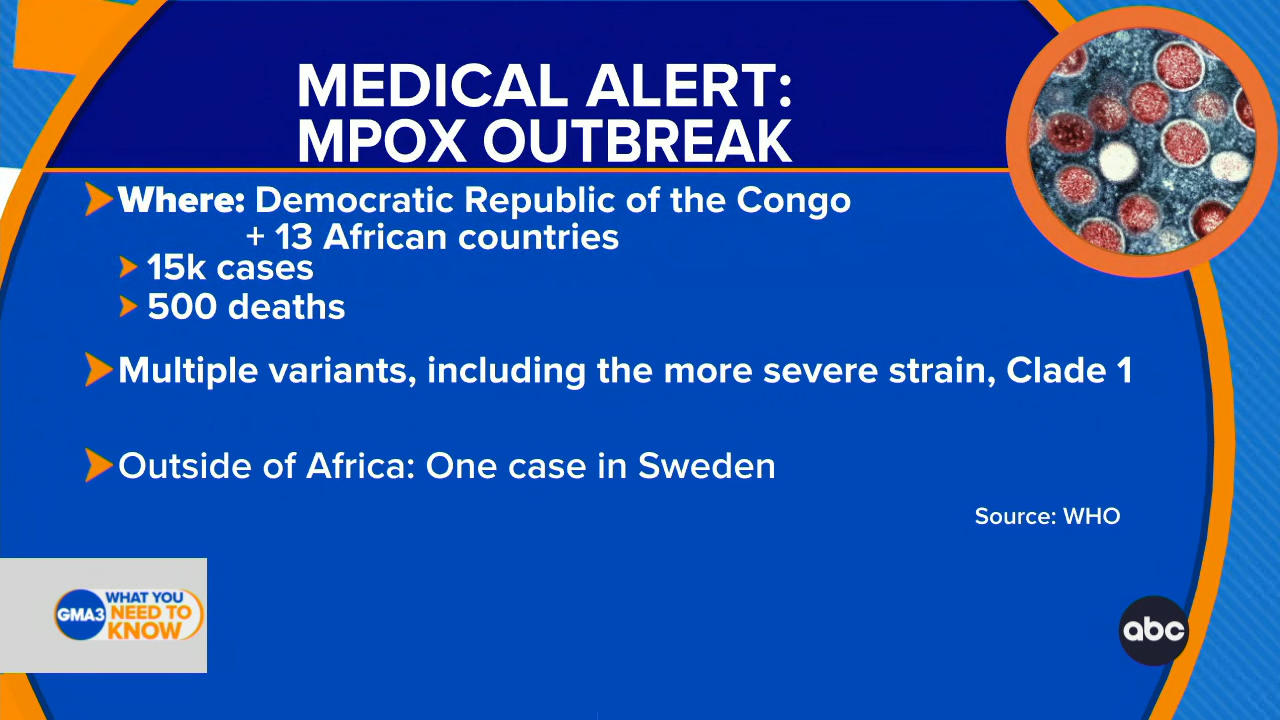 MEDICAL ALERT:
MPOX OUTBREAK
Where: Democratic Republic of the Congo
+ 13 African countries
15k cases
500 deaths
Multiple variants, including the more severe strain, Clade 1
Outside of Africa: One case in Sweden
Source: WHO
GMA3
WHAT YOU
NEED TO
KNOW
abc